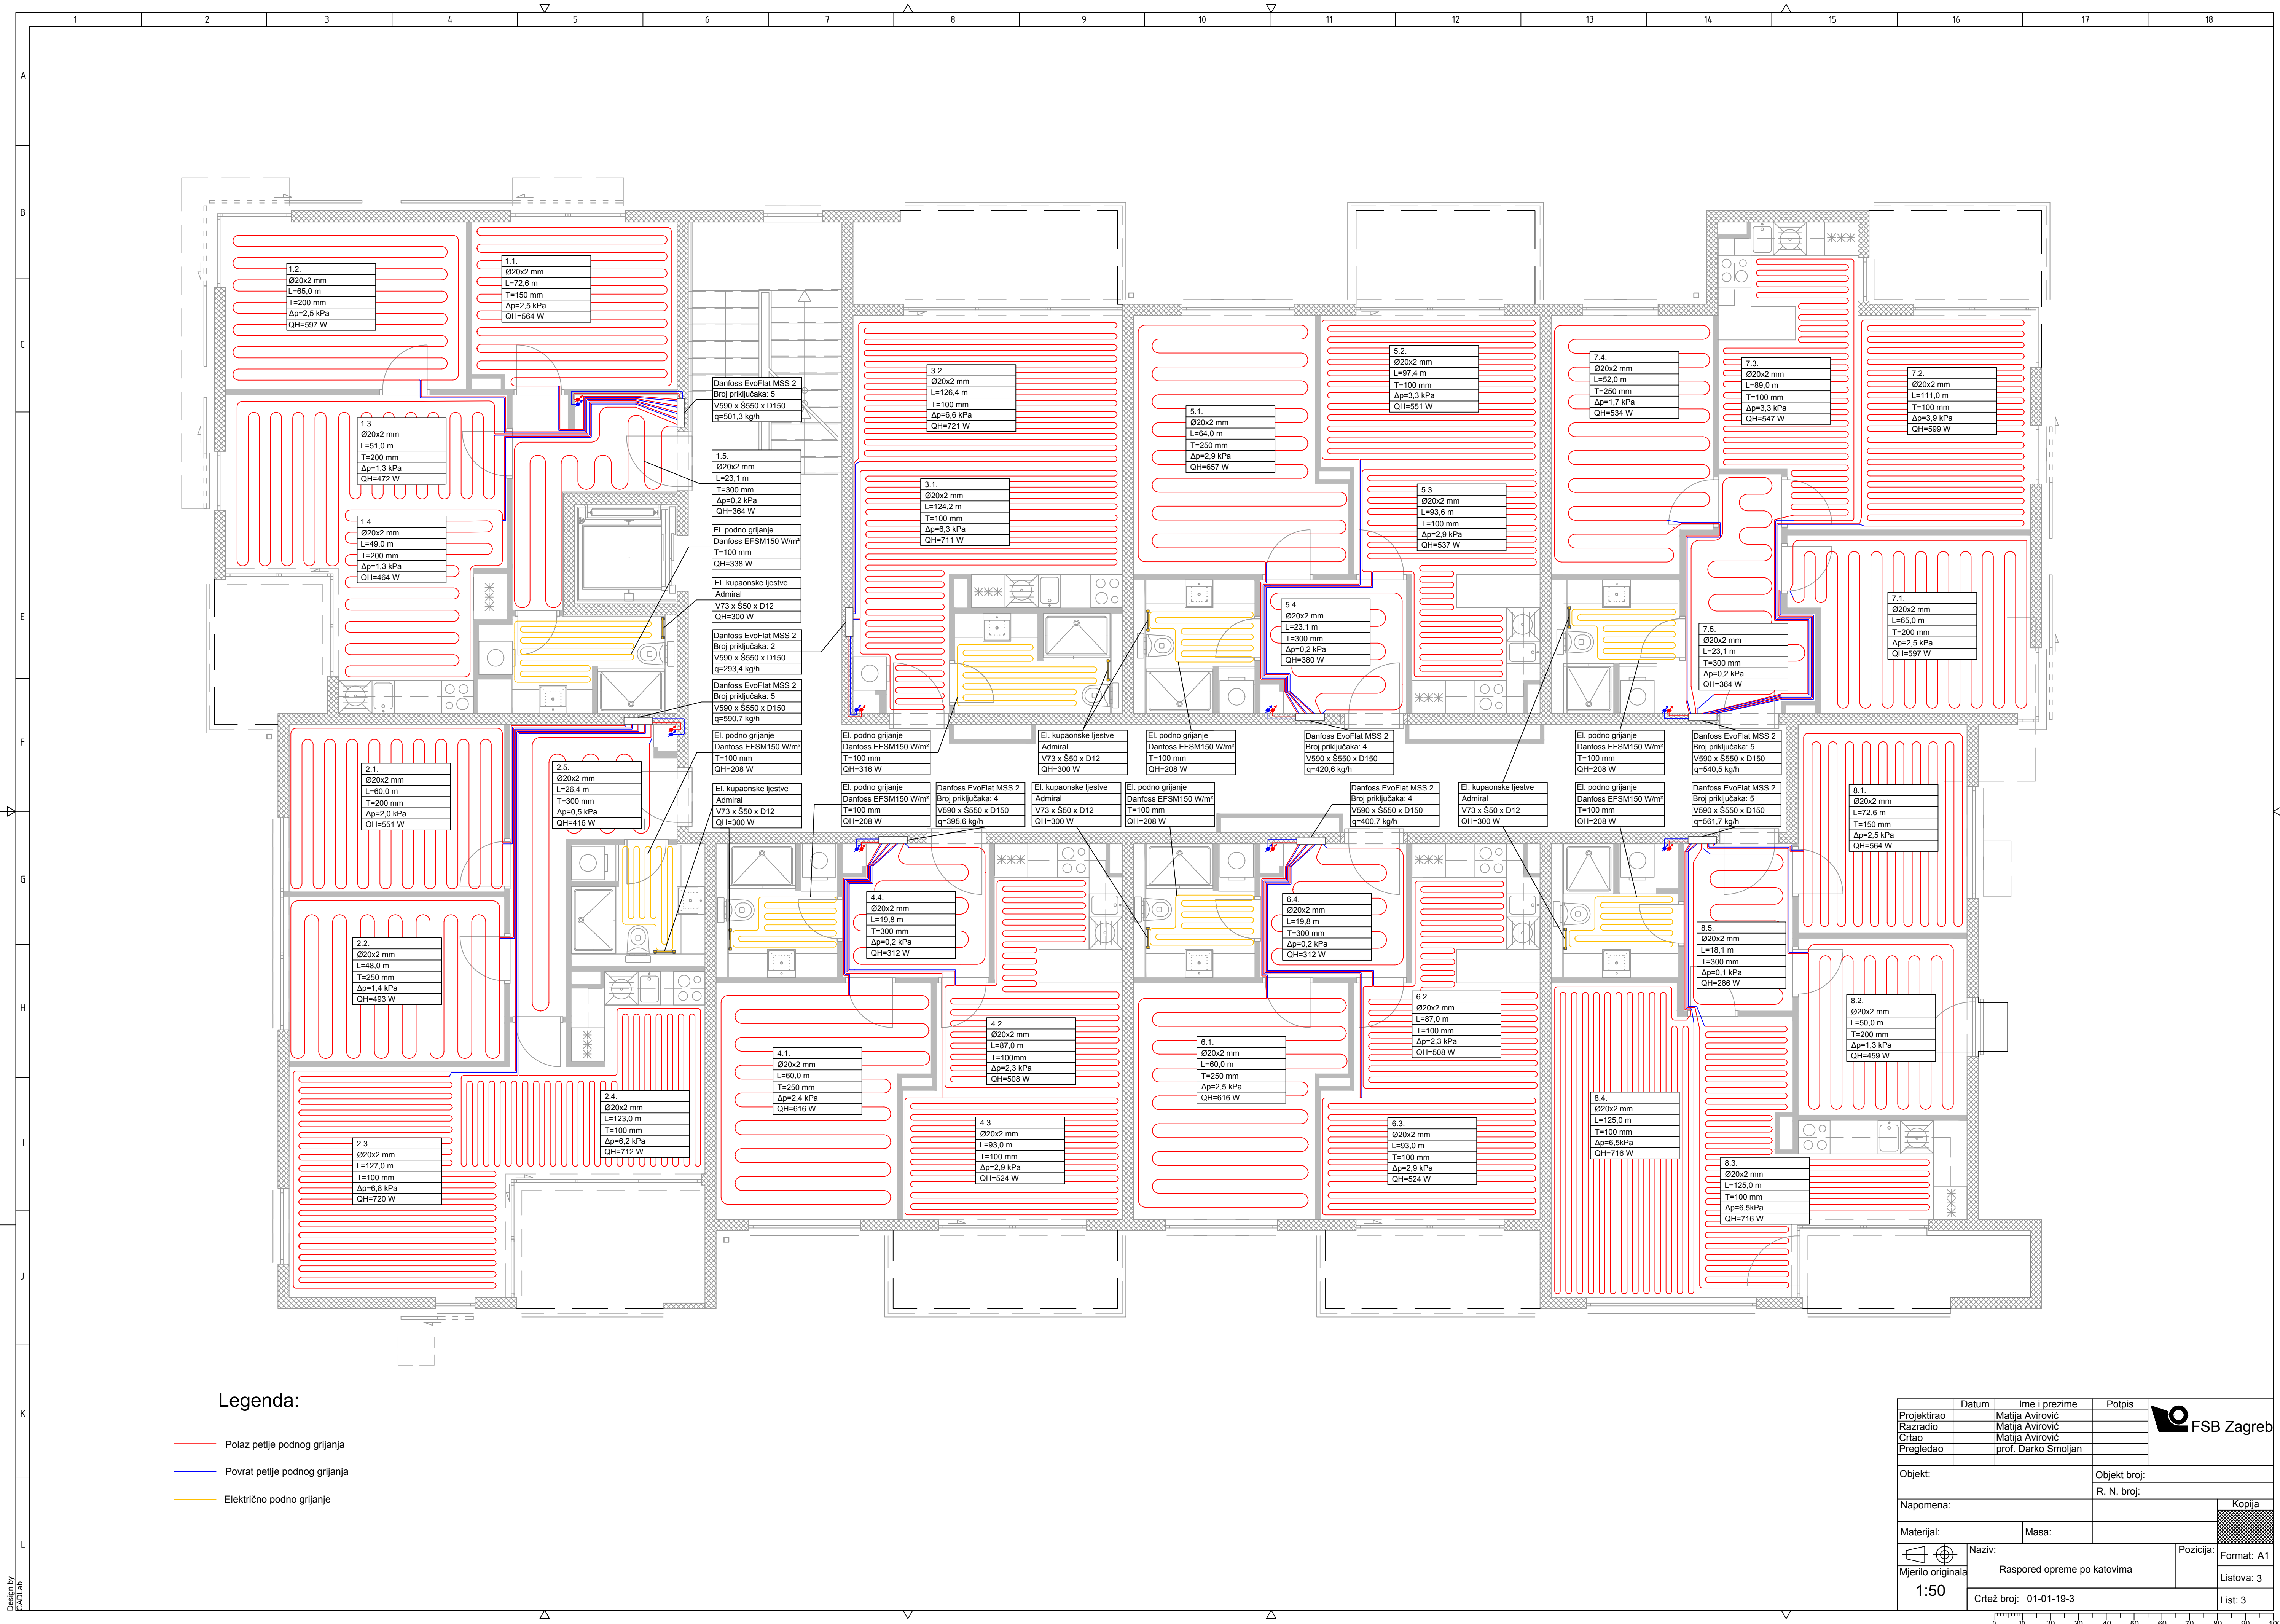 1 2 3 4 5 6 7 8 9 10 11 12 13 14 15 16 17 18
A
B
C
E
F
G
H
I
J
K
L
1.2.
Ø20x2 mm
L=65,0 m
T=200 mm
Δp=2,5 kPa
QH=597 W
1.1.
Ø20x2 mm
L=72,6 m
T=150 mm
Δp=2,5 kPa
QH=564 W
1.3.
Ø20x2 mm
L=51,0 m
T=200 mm
Δp=1,3 kPa
QH=472 W
1.4.
Ø20x2 mm
L=49,0 m
T=200 mm
Δp=1,3 kPa
QH=464 W
Danfoss EvoFlat MSS 2
Broj priključaka: 5
V590 x Š550 x D150
q=501,3 kg/h
1.5.
Ø20x2 mm
L=23,1 m
T=300 mm
Δp=0,2 kPa
QH=364 W
El. podno grijanje
Danfoss EFSM150 W/m²
T=100 mm
QH=338 W
El. kupaonske ljestve
Admiral
V73 x Š50 x D12
QH=300 W
Danfoss EvoFlat MSS 2
Broj priključaka: 2
V590 x Š550 x D150
q=293,4 kg/h
Danfoss EvoFlat MSS 2
Broj priključaka: 5
V590 x Š550 x D150
q=590,7 kg/h
El. podno grijanje
Danfoss EFSM150 W/m²
T=100 mm
QH=208 W
El. kupaonske ljestve
Admiral
V73 x Š50 x D12
QH=300 W
3.2.
Ø20x2 mm
L=126,4 m
T=100 mm
Δp=6,6 kPa
QH=721 W
3.1.
Ø20x2 mm
L=124,2 m
T=100 mm
Δp=6,3 kPa
QH=711 W
5.1.
Ø20x2 mm
L=64,0 m
T=250 mm
Δp=2,9 kPa
QH=657 W
5.2.
Ø20x2 mm
L=97,4 m
T=100 mm
Δp=3,3 kPa
QH=551 W
5.3.
Ø20x2 mm
L=93,6 m
T=100 mm
Δp=2,9 kPa
QH=537 W
5.4.
Ø20x2 mm
L=23,1 m
T=300 mm
Δp=0,2 kPa
QH=380 W
7.4.
Ø20x2 mm
L=52,0 m
T=250 mm
Δp=1,7 kPa
QH=534 W
7.3.
Ø20x2 mm
L=89,0 m
T=100 mm
Δp=3,3 kPa
QH=547 W
7.2.
Ø20x2 mm
L=111,0 m
T=100 mm
Δp=3,9 kPa
QH=599 W
7.1.
Ø20x2 mm
L=65,0 m
T=200 mm
Δp=2,5 kPa
QH=597 W
7.5.
Ø20x2 mm
L=23,1 m
T=300 mm
Δp=0,2 kPa
QH=364 W
El. podno grijanje
Danfoss EFSM150 W/m²
T=100 mm
QH=316 W
El. kupaonske ljestve
Admiral
V73 x Š50 x D12
QH=300 W
El. podno grijanje
Danfoss EFSM150 W/m²
T=100 mm
QH=208 W
Danfoss EvoFlat MSS 2
Broj priključaka: 4
V590 x Š550 x D150
q=420,6 kg/h
El. podno grijanje
Danfoss EFSM150 W/m²
T=100 mm
QH=208 W
Danfoss EvoFlat MSS 2
Broj priključaka: 5
V590 x Š550 x D150
q=540,5 kg/h
El. podno grijanje
Danfoss EFSM150 W/m²
T=100 mm
QH=208 W
Danfoss EvoFlat MSS 2
Broj priključaka: 4
V590 x Š550 x D150
q=395,6 kg/h
El. kupaonske ljestve
Admiral
V73 x Š50 x D12
QH=300 W
El. podno grijanje
Danfoss EFSM150 W/m²
T=100 mm
QH=208 W
Danfoss EvoFlat MSS 2
Broj priključaka: 4
V590 x Š550 x D150
q=400,7 kg/h
El. kupaonske ljestve
Admiral
V73 x Š50 x D12
QH=300 W
El. podno grijanje
Danfoss EFSM150 W/m²
T=100 mm
QH=208 W
Danfoss EvoFlat MSS 2
Broj priključaka: 5
V590 x Š550 x D150
q=561,7 kg/h
2.1.
Ø20x2 mm
L=60,0 m
T=200 mm
Δp=2,0 kPa
QH=551 W
2.5.
Ø20x2 mm
L=26,4 m
T=300 mm
Δp=0,5 kPa
QH=416 W
2.2.
Ø20x2 mm
L=48,0 m
T=250 mm
Δp=1,4 kPa
QH=493 W
2.4.
Ø20x2 mm
L=123,0 m
T=100 mm
Δp=6,2 kPa
QH=712 W
2.3.
Ø20x2 mm
L=127,0 m
T=100 mm
Δp=6,8 kPa
QH=720 W
4.4.
Ø20x2 mm
L=19,8 m
T=300 mm
Δp=0,2 kPa
QH=312 W
4.1.
Ø20x2 mm
L=60,0 m
T=250 mm
Δp=2,4 kPa
QH=616 W
4.2.
Ø20x2 mm
L=87,0 m
T=100mm
Δp=2,3 kPa
QH=508 W
4.3.
Ø20x2 mm
L=93,0 m
T=100 mm
Δp=2,9 kPa
QH=524 W
6.4.
Ø20x2 mm
L=19,8 m
T=300 mm
Δp=0,2 kPa
QH=312 W
6.1.
Ø20x2 mm
L=60,0 m
T=250 mm
Δp=2,5 kPa
QH=616 W
6.2.
Ø20x2 mm
L=87,0 m
T=100 mm
Δp=2,3 kPa
QH=508 W
6.3.
Ø20x2 mm
L=93,0 m
T=100 mm
Δp=2,9 kPa
QH=524 W
8.1.
Ø20x2 mm
L=72,6 m
T=150 mm
Δp=2,5 kPa
QH=564 W
8.5.
Ø20x2 mm
L=18,1 m
T=300 mm
Δp=0,1 kPa
QH=286 W
8.2.
Ø20x2 mm
L=50,0 m
T=200 mm
Δp=1,3 kPa
QH=459 W
8.4.
Ø20x2 mm
L=125,0 m
T=100 mm
Δp=6,5kPa
QH=716 W
8.3.
Ø20x2 mm
L=125,0 m
T=100 mm
Δp=6,5kPa
QH=716 W
Legenda:
Polaz petlje podnog grijanja
Povrat petlje podnog grijanja
Električno podno grijanje
Datum Ime i prezime Potpis
Projektirao Matija Avirović
Razradio Matija Avirović
Crtao Matija Avirović
Pregledao prof. Darko Smoljan
FSB Zagreb
Objekt:
Objekt broj:
R. N. broj:
Napomena:
Kopija
Materijal:
Masa:
Naziv:
Raspored opreme po katovima
Pozicija:
Format: A1
Listova: 3
Mjerilo originala
1:50
Crtež broj: 01-01-19-3
List: 3
Design by
CADLab
0 10 20 30 40 50 60 70 80 90 100